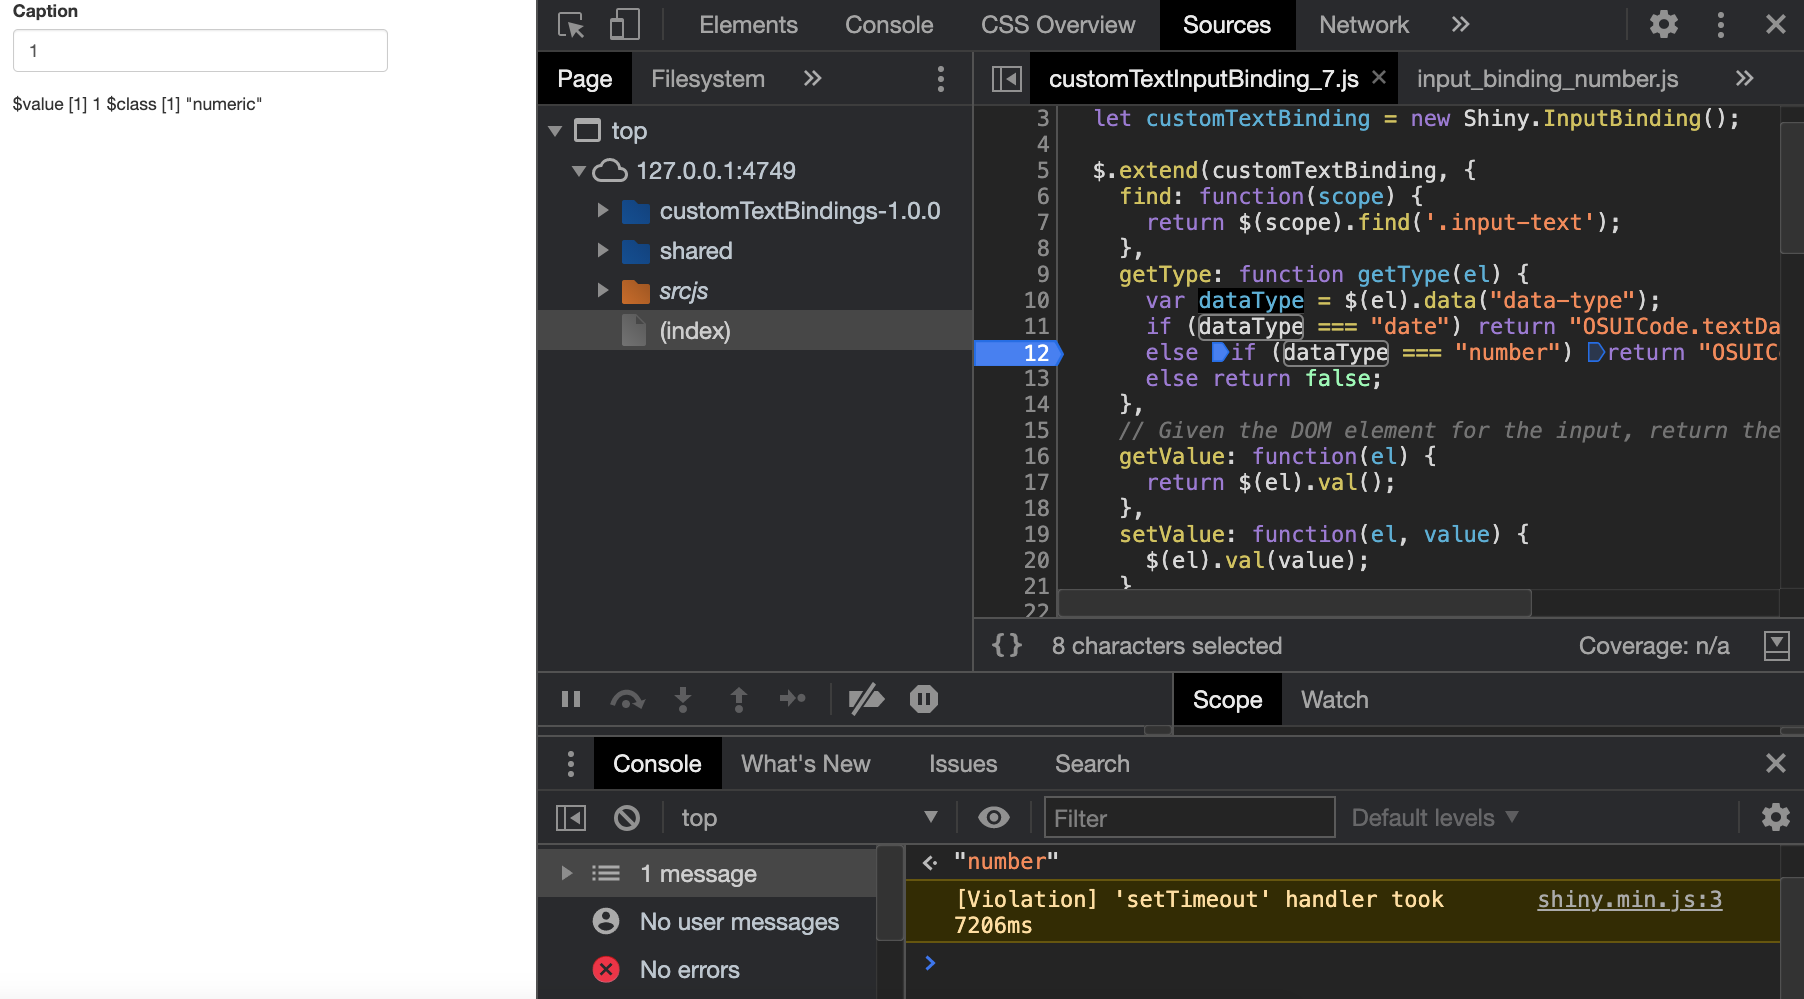 Caption
1
$value [1] 1 $class [1] "numeric"
Elements
Console
CSS Overview
Sources
Network
Page
Filesystem
customTextInputBinding_7.js
input_binding_number.js
top
127.0.0.1:4749
customTextBindings-1.0.0
shared
srcjs
(index)
3 let customTextBinding = new Shiny.InputBinding();
4
5 $.extend(customTextBinding, {
6 find: function(scope) {
7 return $(scope).find('.input-text');
8 },
9 getType: function getType(el) {
10 var dataType = $(el).data("data-type");
11 if (dataType === "date") return "OSUICode.textDa
12 else if (dataType === "number") return "OSUIC
13 else return false;
14 },
15 // Given the DOM element for the input, return the
16 getValue: function(el) {
17 return $(el).val();
18 },
19 setValue: function(el, value) {
20 $(el).val(value);
21 }
22
{} 8 characters selected
Coverage: n/a
Scope
Watch
Console
What's New
Issues
Search
top
Filter
Default levels
1 message
No user messages
No errors
"number"
[Violation] 'setTimeout' handler took shiny.min.js:3
7206ms